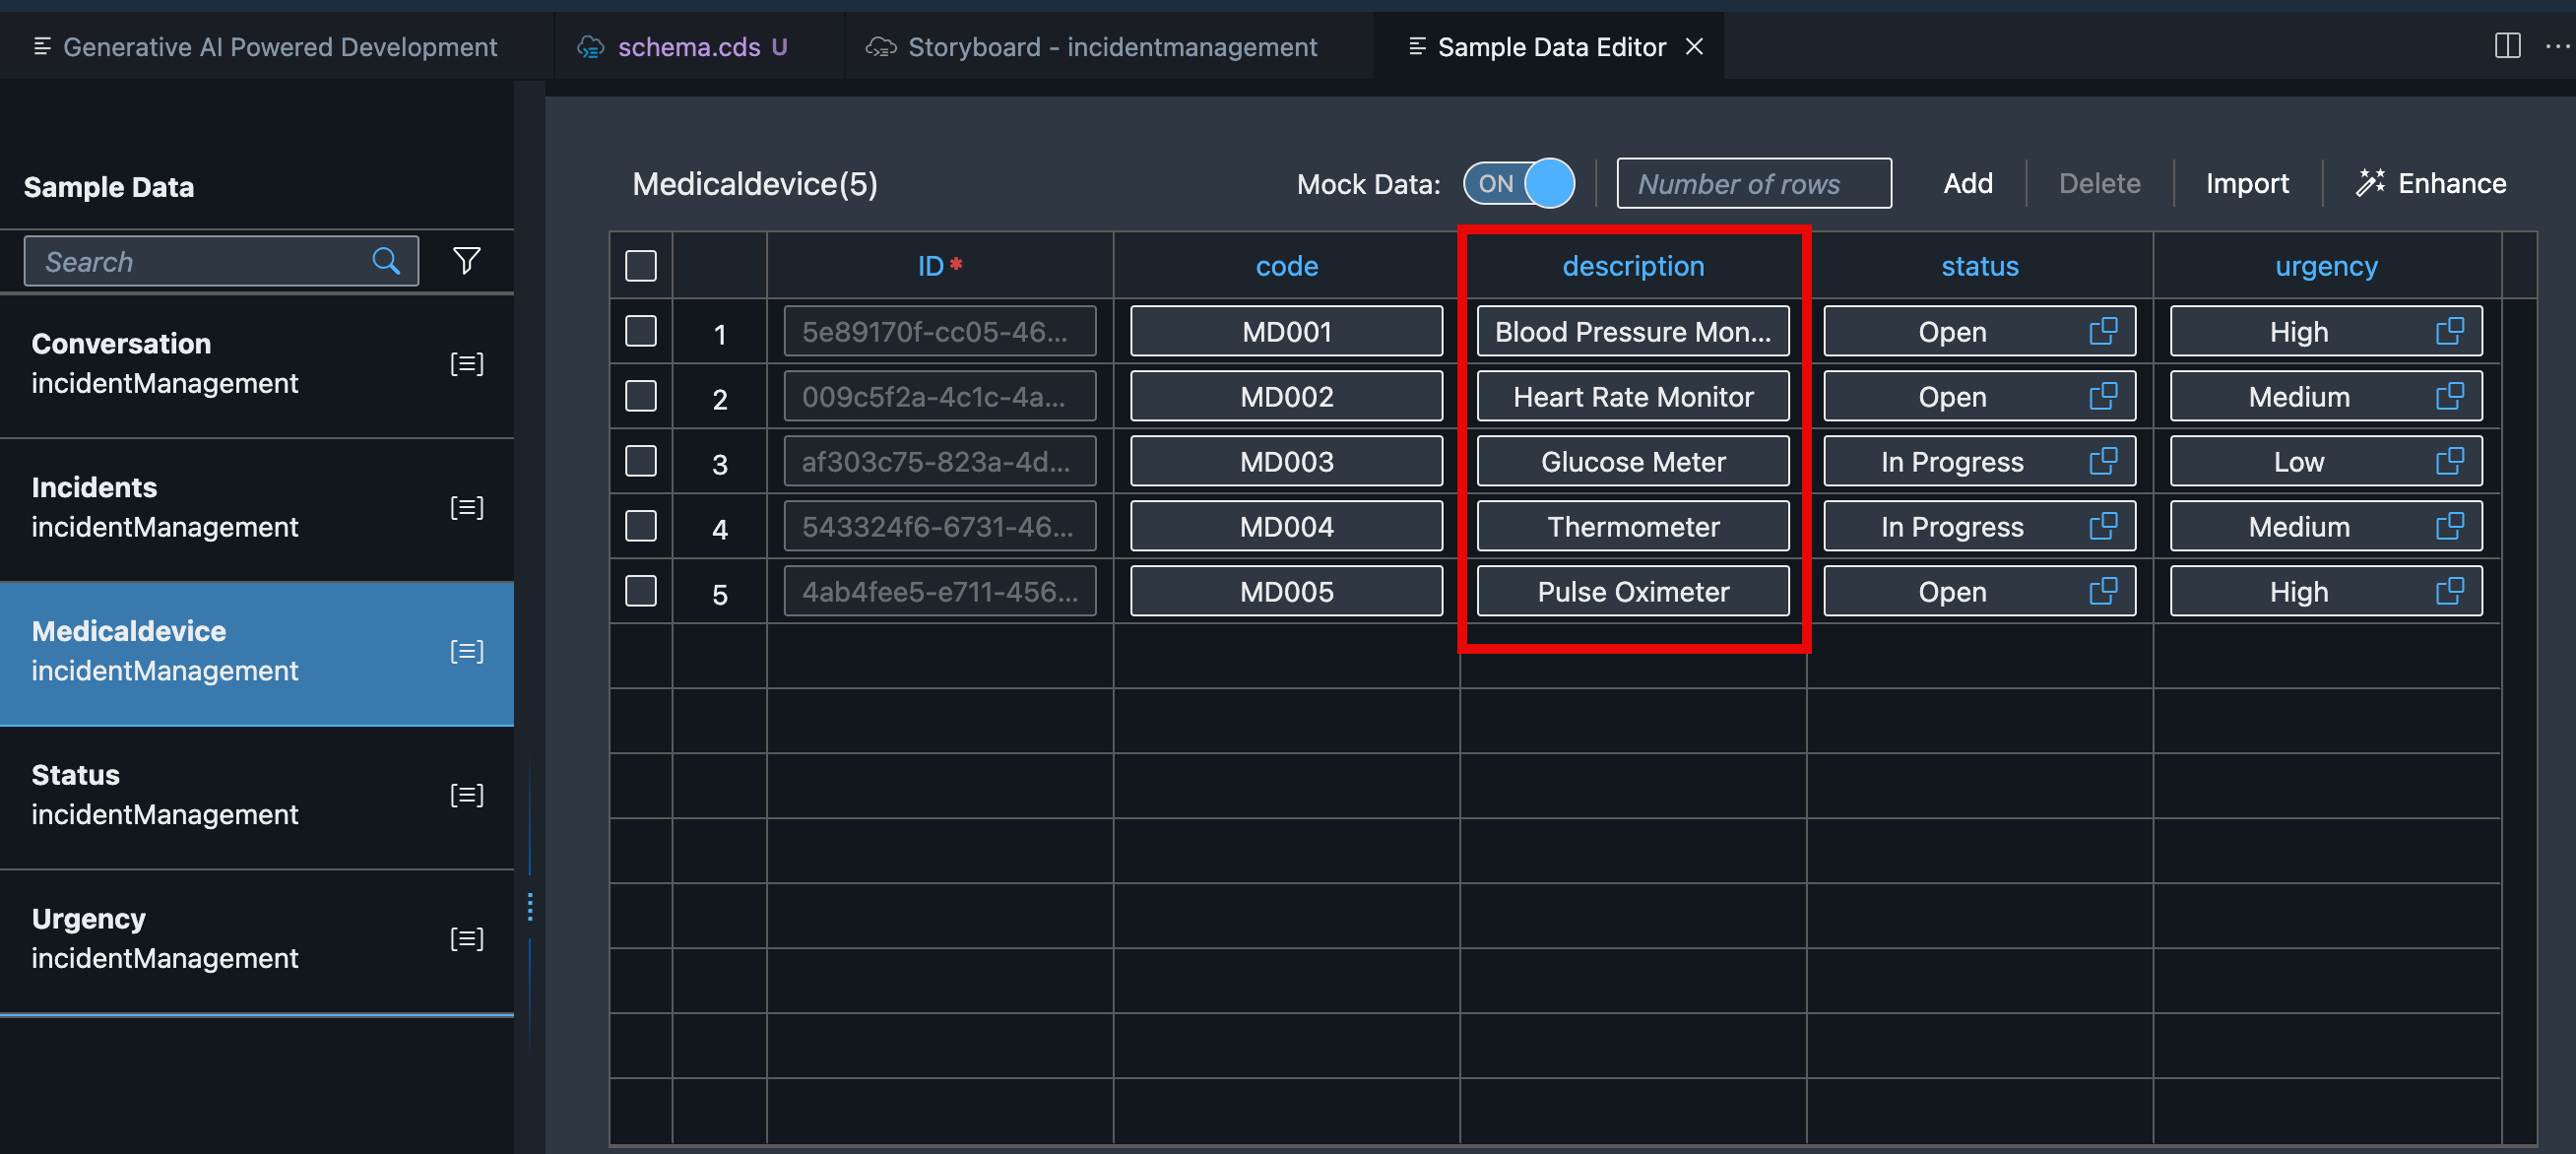 Generative AI Powered Development
schema.cds U
Storyboard - incidentmanagement
Sample Data Editor
Sample Data
Search
Conversation
incidentManagement
Incidents
incidentManagement
Medicaldevice
incidentManagement
Status
incidentManagement
Urgency
incidentManagement
Medicaldevice(5)
Mock Data: ON Number of rows Add Delete Import Enhance
ID* code description status urgency
1 5e89170f-cc05-46... MD001 Blood Pressure Mon... Open High
2 009c5f2a-4c1c-4a... MD002 Heart Rate Monitor Open Medium
3 af303c75-823a-4d... MD003 Glucose Meter In Progress Low
4 543324f6-6731-46... MD004 Thermometer In Progress Medium
5 4ab4fee5-e711-456... MD005 Pulse Oximeter Open High